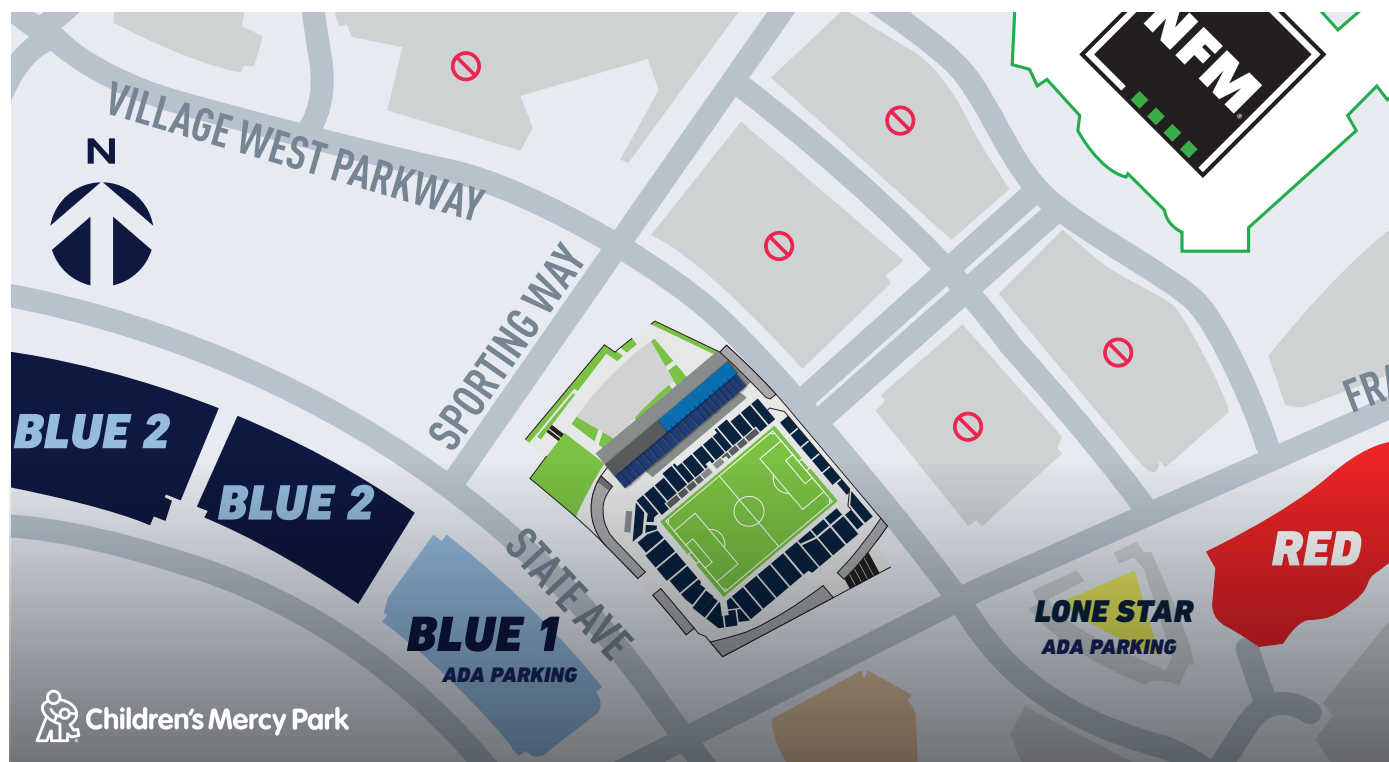 NFM
VILLAGE WEST PARKWAY
N
SPORTING WAY
FRA
BLUE 2
BLUE 2
STATE AVE
RED
LONE STAR
ADA PARKING
BLUE 1
ADA PARKING
Children's Mercy Park